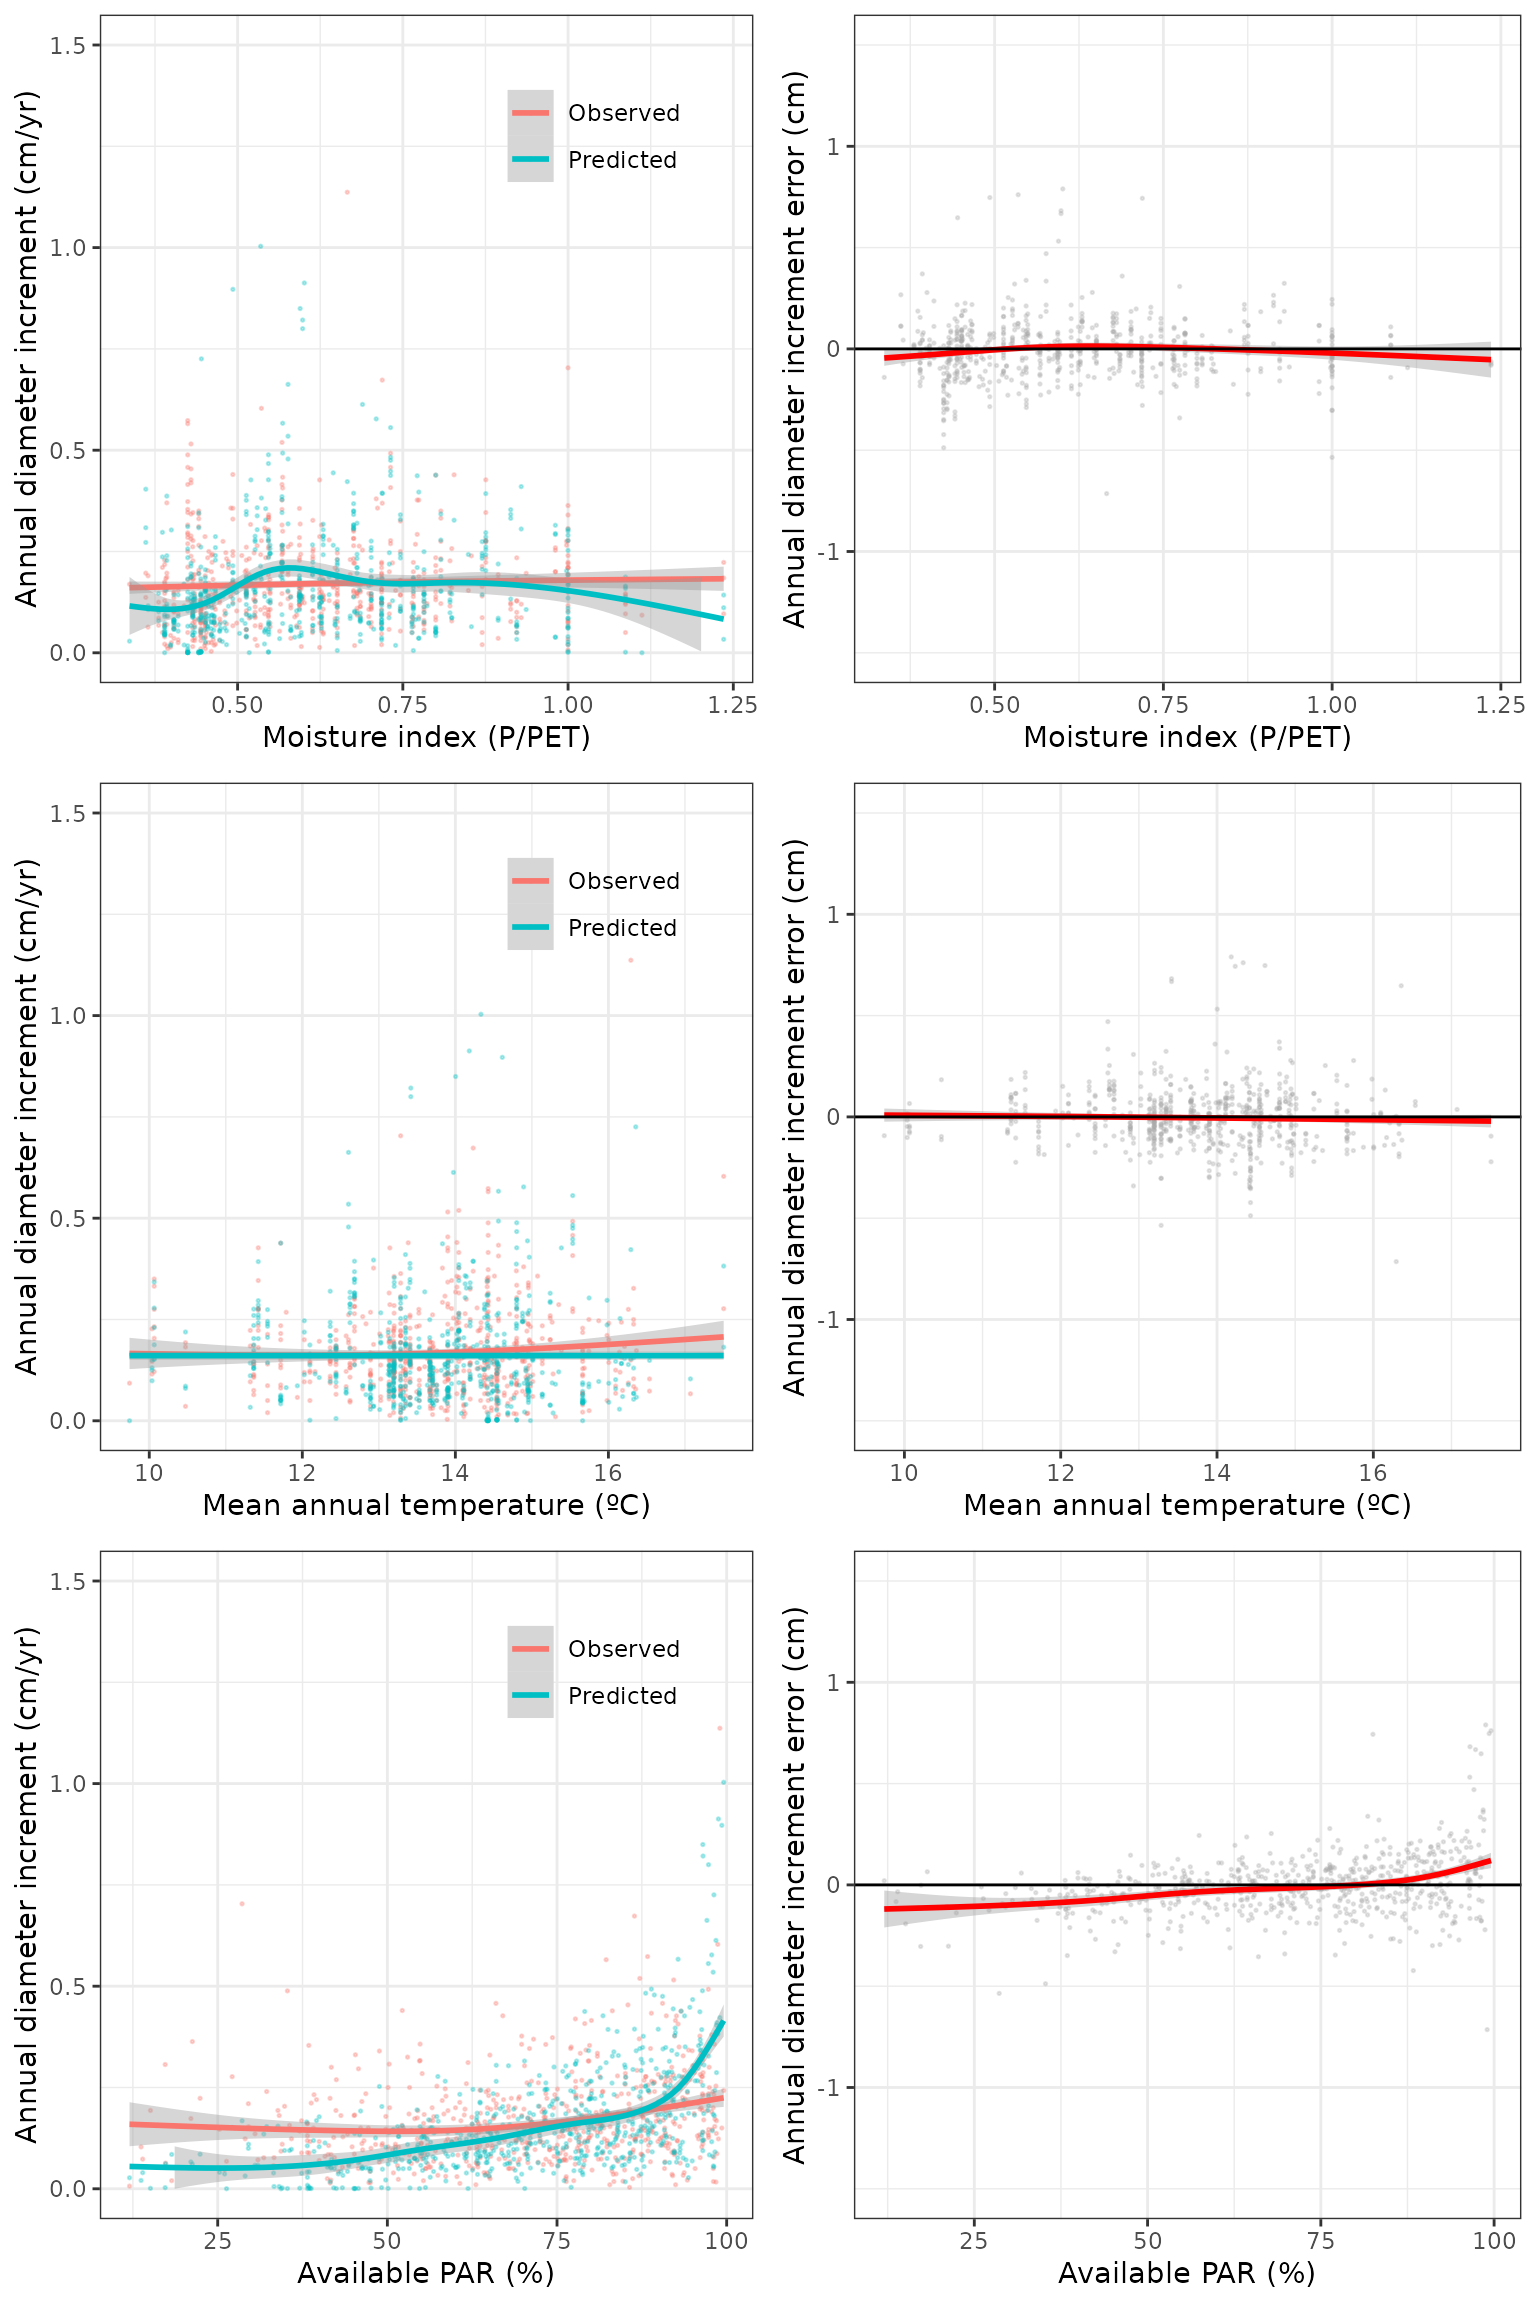 Annual diameter increment (cm/yr)
1.5
1.0
0.5
0.0
Observed
Predicted
0.50 0.75 1.00 1.25
Moisture index (P/PET)
Annual diameter increment error (cm)
1
0
-1
0.50 0.75 1.00 1.25
Moisture index (P/PET)
Annual diameter increment (cm/yr)
1.5
1.0
0.5
0.0
Observed
Predicted
10 12 14 16
Mean annual temperature (ºC)
Annual diameter increment error (cm)
1
0
-1
10 12 14 16
Mean annual temperature (ºC)
Annual diameter increment (cm/yr)
1.5
1.0
0.5
0.0
Observed
Predicted
25 50 75 100
Available PAR (%)
Annual diameter increment error (cm)
1
0
-1
25 50 75 100
Available PAR (%)